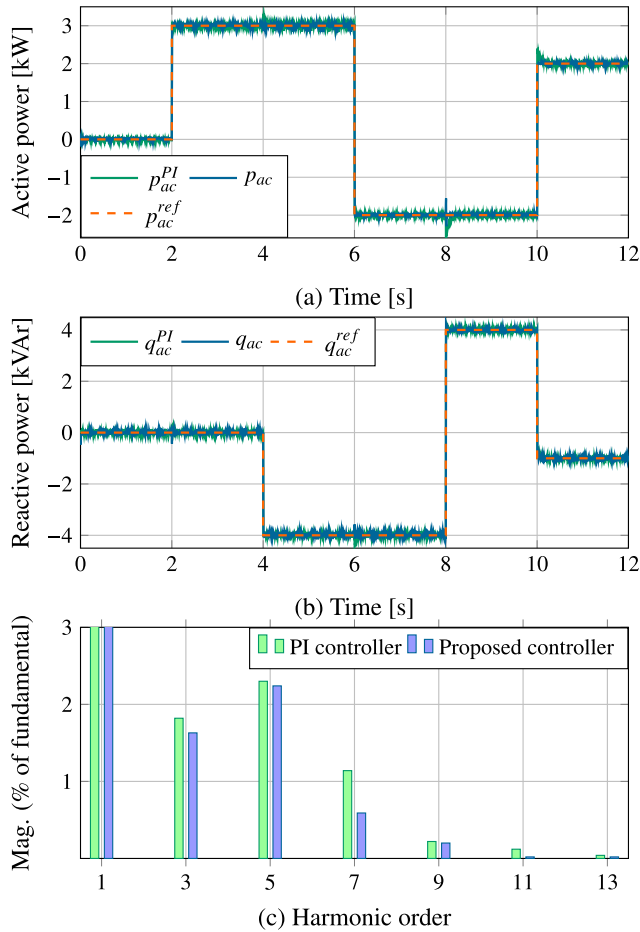 Active power [kW]
3
2
1
0
−1
−2
p_ac^PI p_ac
p_ac^ref
0 2 4 6 8 10 12
(a) Time [s]
Reactive power [kVAr]
4
2
0
−2
−4
q_ac^PI q_ac q_ac^ref
0 2 4 6 8 10 12
(b) Time [s]
Mag. (% of fundamental)
3
2
1
PI controller Proposed controller
1 3 5 7 9 11 13
(c) Harmonic order